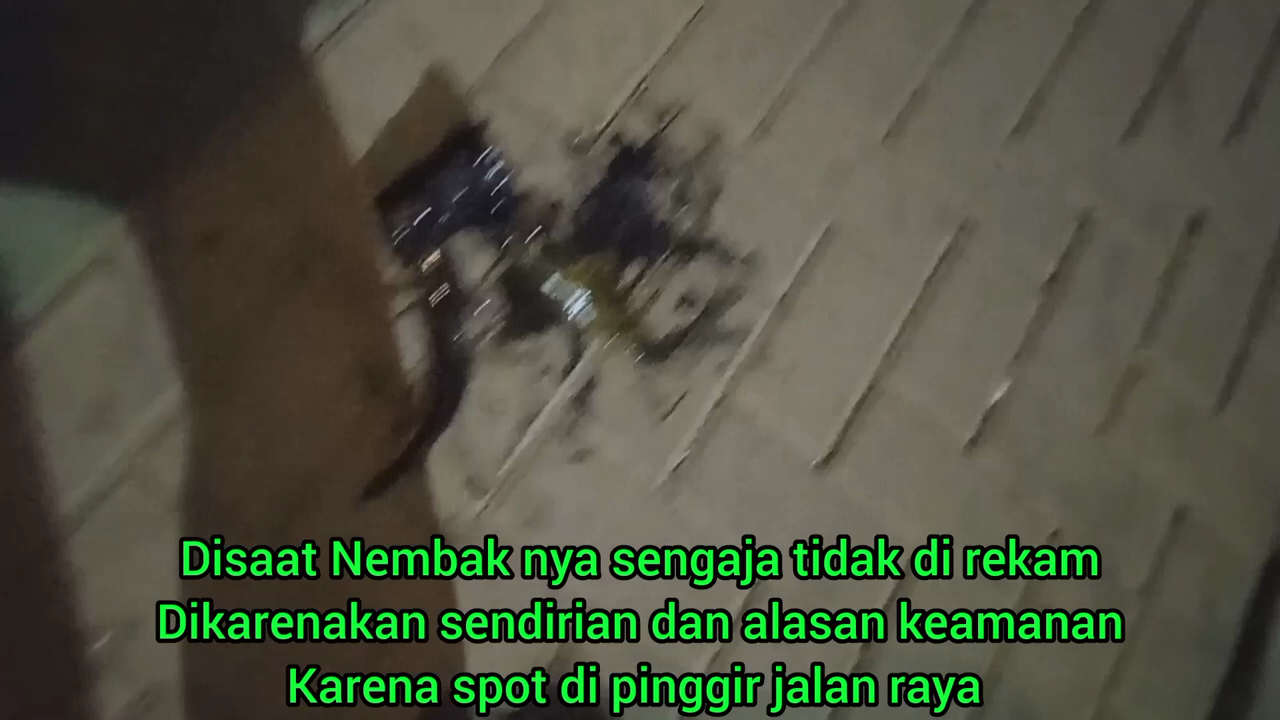 Disaat Nembak nya sengaja tidak di rekam
Dikarenakan sendirian dan alasan keamanan
Karena spot di pinggir jalan raya